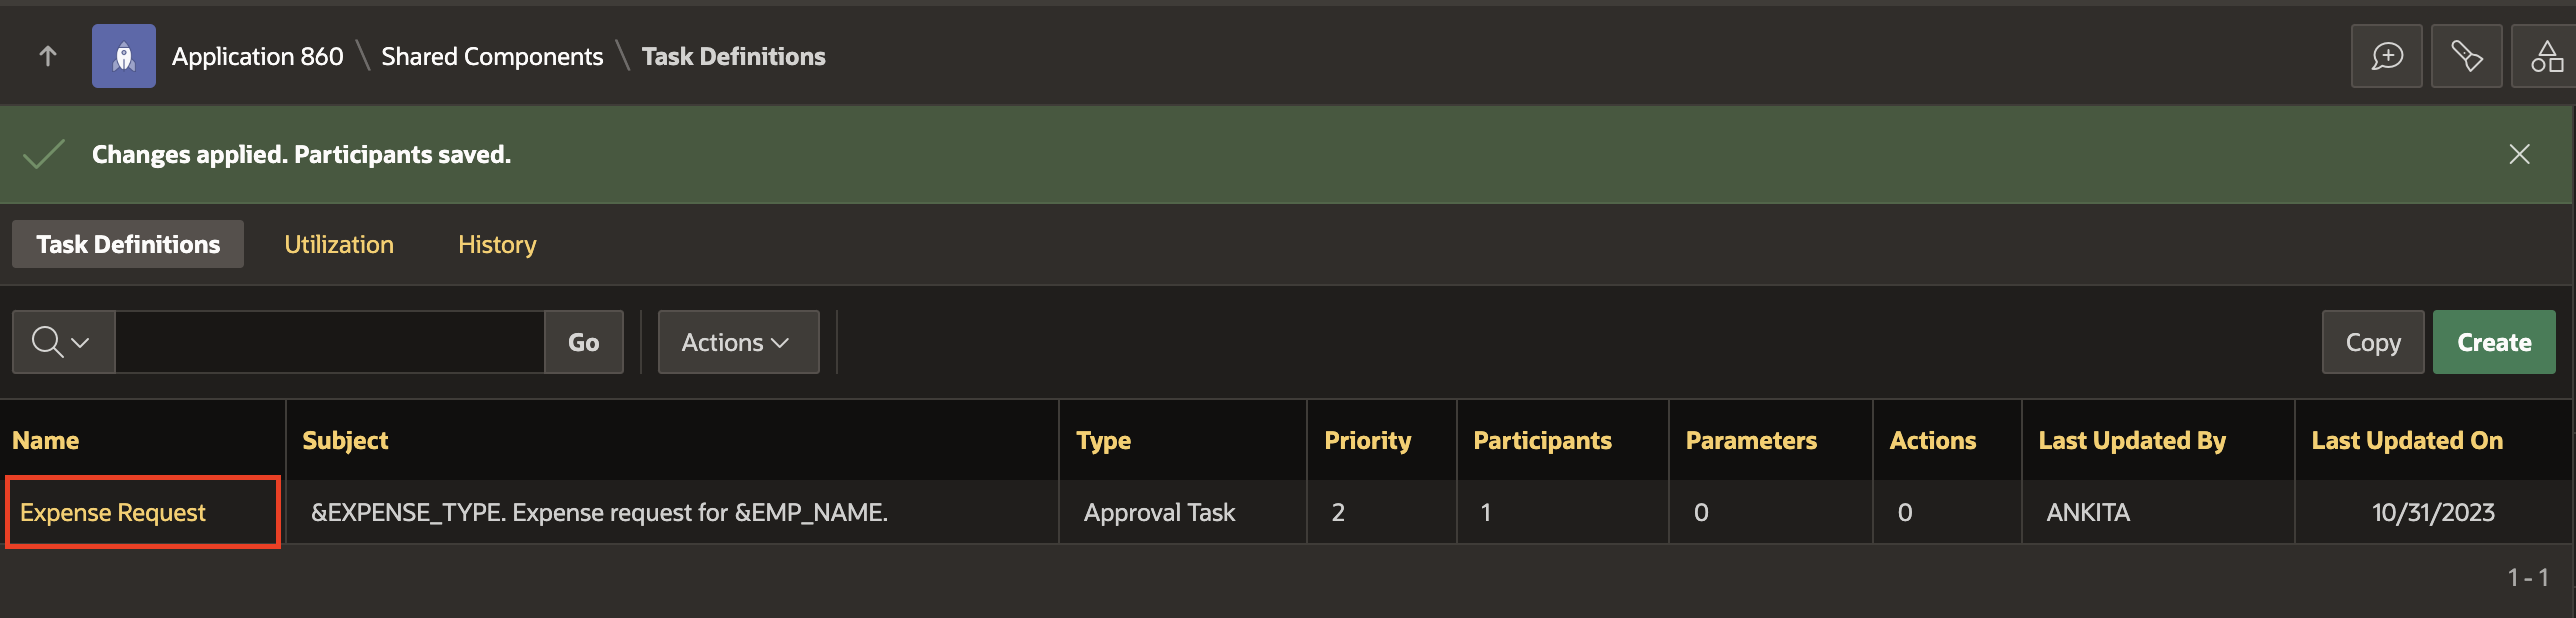 Application 860 \ Shared Components \ Task Definitions
Changes applied. Participants saved.
Task Definitions Utilization History
Go Actions Copy Create
Name Subject Type Priority Participants Parameters Actions Last Updated By Last Updated On
Expense Request &EXPENSE_TYPE. Expense request for &EMP_NAME. Approval Task 2 1 0 0 ANKITA 10/31/2023
1 - 1